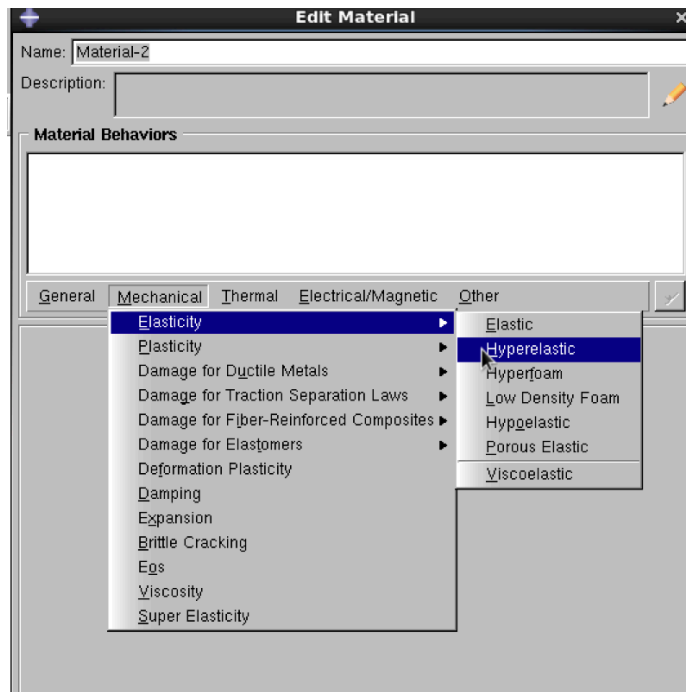 Edit Material
Name: Material-2
Description:
Material Behaviors
General Mechanical Thermal Electrical/Magnetic Other
Elasticity
Plasticity
Damage for Ductile Metals
Damage for Traction Separation Laws
Damage for Fiber-Reinforced Composites
Damage for Elastomers
Deformation Plasticity
Damping
Expansion
Brittle Cracking
Eos
Viscosity
Super Elasticity
Elastic
Hyperelastic
Hyperfoam
Low Density Foam
Hypoelastic
Porous Elastic
Viscoelastic